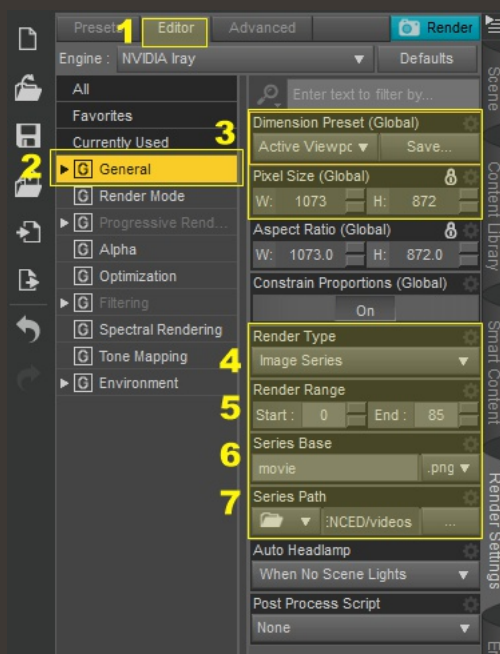 Presets Editor Advanced Render
1
Engine : NVIDIA Iray Defaults
All
Favorites
Currently Used
2
G General
G Render Mode
G Progressive Rend...
G Alpha
G Optimization
G Filtering
G Spectral Rendering
G Tone Mapping
G Environment
Enter text to filter by...
3
Dimension Preset (Global)
Active Viewpc Save...
Pixel Size (Global)
W: 1073 H: 872
Aspect Ratio (Global)
W: 1073.0 H: 872.0
Constrain Proportions (Global)
On
4
Render Type
Image Series
5
Render Range
Start : 0 End : 85
6
Series Base
movie .png
7
Series Path
:NCED/videos ...
Auto Headlamp
When No Scene Lights
Post Process Script
None
Scene
Content Library
Smart Content
Render Settings